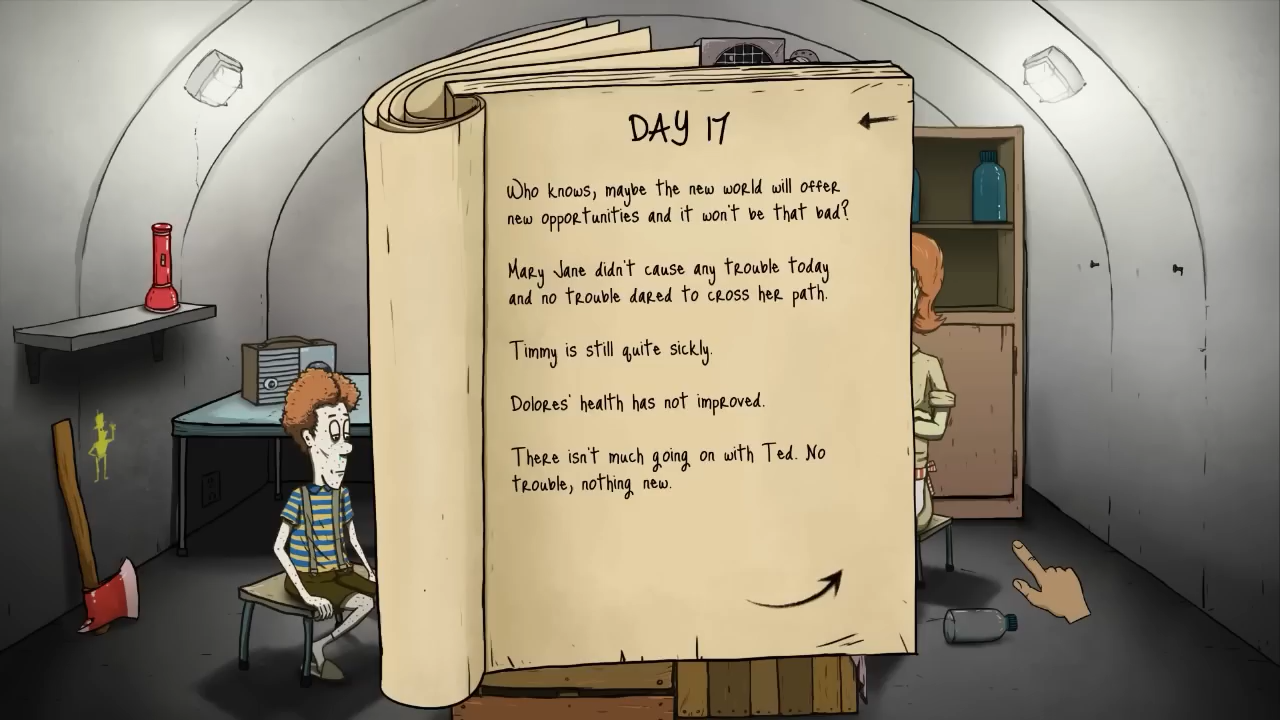 DAY 17
Who knows, maybe the new world will offer
new opportunities and it won't be that bad?
Mary Jane didn't cause any trouble today
and no trouble dared to cross her path.
Timmy is still quite sickly.
Dolores' health has not improved.
There isn't much going on with Ted. No
trouble, nothing new.